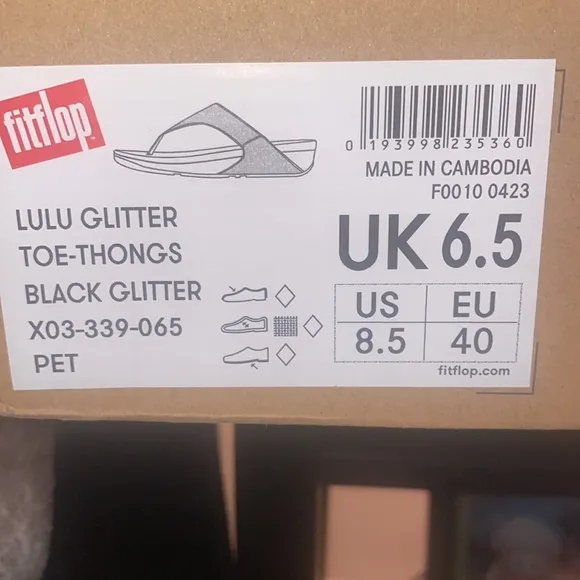 fitflop
0 193998 235360
MADE IN CAMBODIA
F0010 0423
LULU GLITTER
TOE-THONGS
BLACK GLITTER
X03-339-065
PET
UK 6.5
US EU
8.5 40
fitflop.com